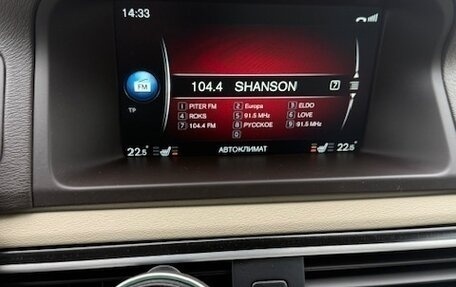 14:33
FM
104.4 SHANSON 7
TP
1 PITER FM 2 Europa 3 ELDO
4 ROKS 5 91.5 MHz 6 LOVE
7 104.4 FM 8 РУССКОЕ 9 91.5 MHz
0
22.5° АВТОКЛИМАТ 22.5°